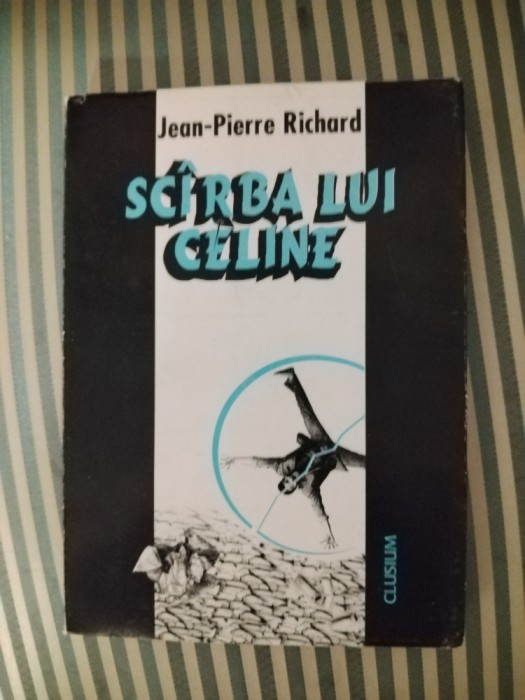 Jean-Pierre Richard
SCÎRBA LUI
CÉLINE
CLUSIUM